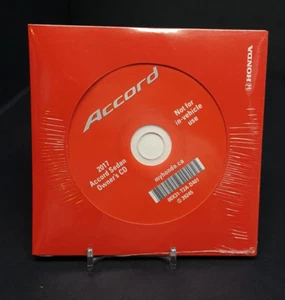 HONDA
Accord
Not for
in-vehicle
use
2017
Accord Sedan
Owner's CD
myhonda.ca